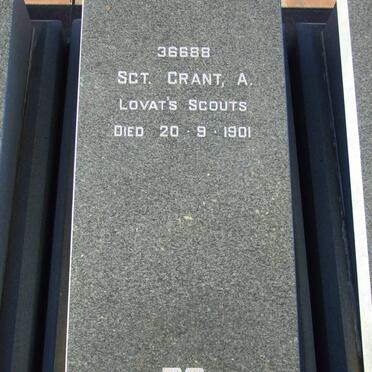 36688
SGT. GRANT, A.
LOVAT'S SCOUTS
DIED 20 · 9 · 1901